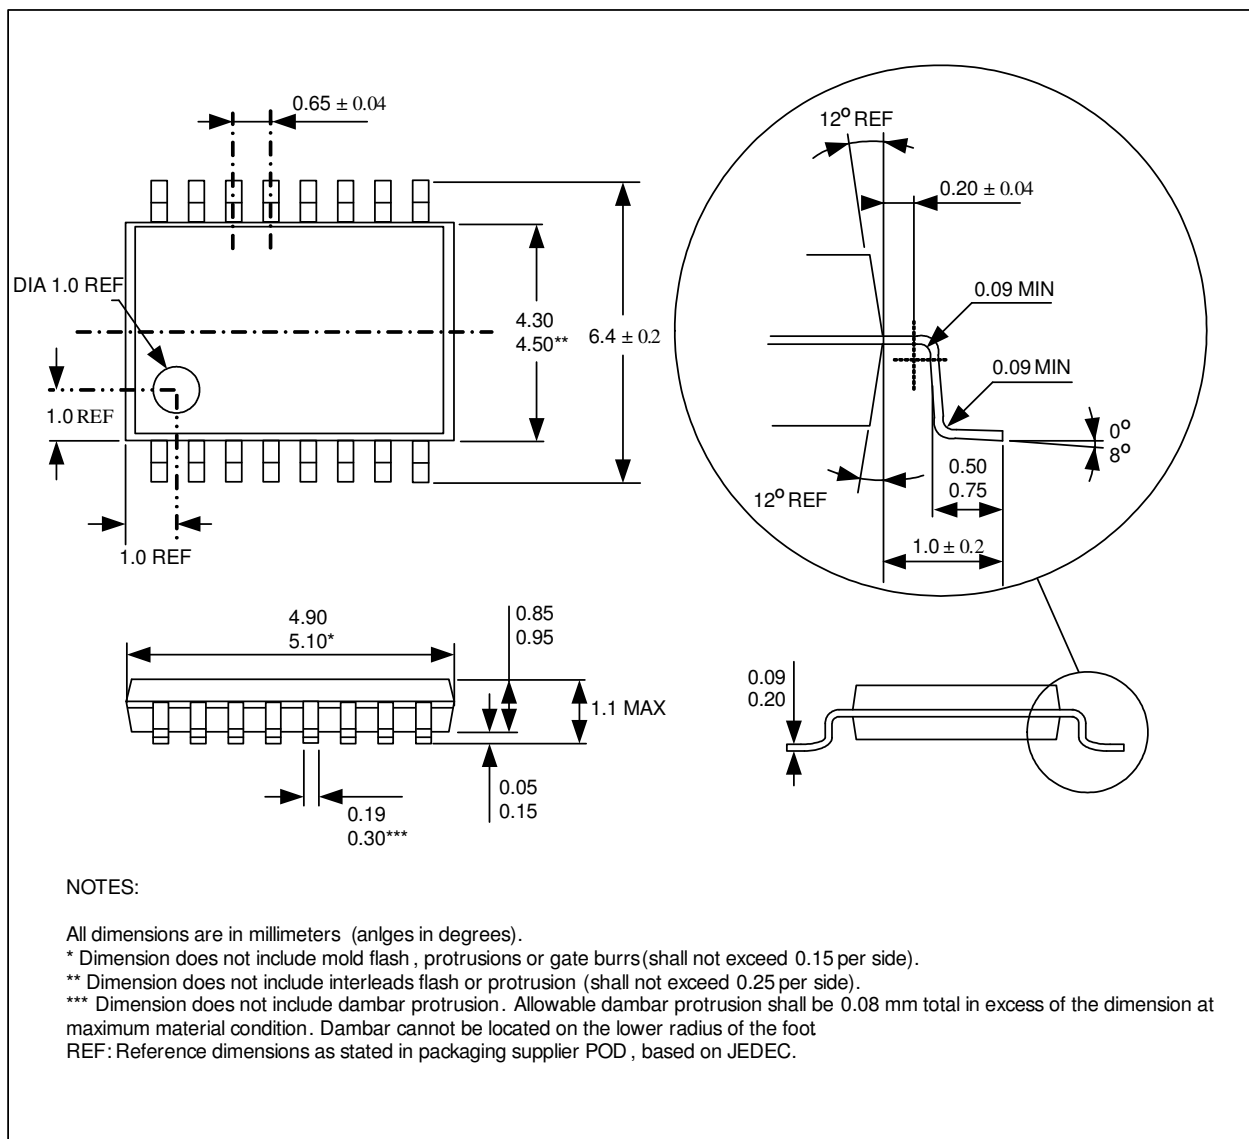 0.65 ± 0.04
DIA 1.0 REF
4.30
4.50**
6.4 ± 0.2
1.0 REF
1.0 REF
12° REF
0.20 ± 0.04
0.09 MIN
0.09 MIN
0°
8°
0.50
0.75
12° REF
1.0 ± 0.2
4.90
5.10*
0.85
0.95
1.1 MAX
0.05
0.15
0.19
0.30***
0.09
0.20
NOTES:
All dimensions are in millimeters (anlges in degrees).
* Dimension does not include mold flash, protrusions or gate burrs (shall not exceed 0.15 per side).
** Dimension does not include interleads flash or protrusion (shall not exceed 0.25 per side).
*** Dimension does not include dambar protrusion. Allowable dambar protrusion shall be 0.08 mm total in excess of the dimension at
maximum material condition. Dambar cannot be located on the lower radius of the foot
REF: Reference dimensions as stated in packaging supplier POD, based on JEDEC.